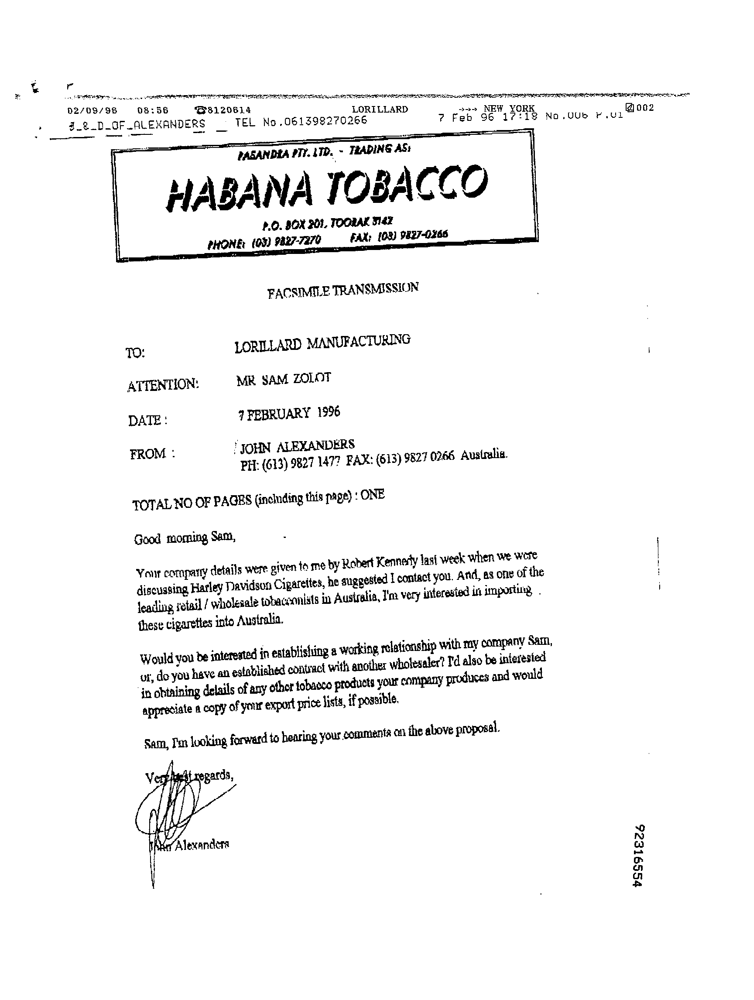 02/09/96 08:56 ☎8120614 LORILLARD →→→ NEW YORK 002
J_&_D_OF_ALEXANDERS _ TEL No.061398270266 7 Feb 96 17:18 No.006 P.01
PASANDRA PTY. LTD. - TRADING AS:
HABANA TOBACCO
P.O. BOX 201, TOORAK 3142
PHONE: (03) 9827-7270 FAX: (03) 9827-0266
FACSIMILE TRANSMISSION
TO: LORILLARD MANUFACTURING
ATTENTION: MR SAM ZOLOT
DATE : 7 FEBRUARY 1996
FROM : JOHN ALEXANDERS
PH: (613) 9827 1477 FAX: (613) 9827 0266 Australia.
TOTAL NO OF PAGES (including this page) : ONE
Good morning Sam,
Your company details were given to me by Robert Kennedy last week when we were
discussing Harley Davidson Cigarettes, he suggested I contact you. And, as one of the
leading retail / wholesale tobacconists in Australia, I'm very interested in importing
these cigarettes into Australia.
Would you be interested in establishing a working relationship with my company Sam,
or, do you have an established contract with another wholesaler? I'd also be interested
in obtaining details of any other tobacco products your company produces and would
appreciate a copy of your export price lists, if possible.
Sam, I'm looking forward to hearing your comments on the above proposal.
Very best regards,
John Alexanders
92316554